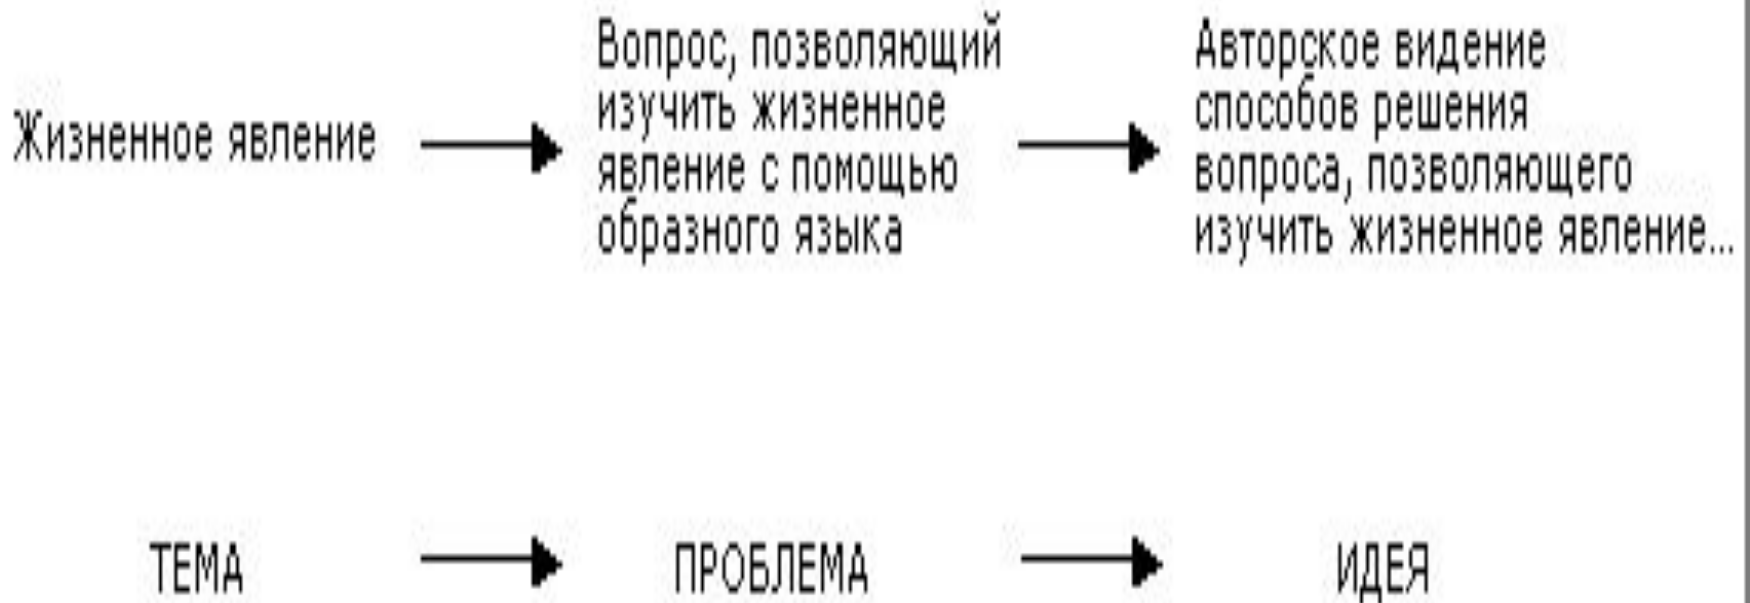 Жизненное явление
Вопрос, позволяющий
изучить жизненное
явление с помощью
образного языка
Авторское видение
способов решения
вопроса, позволяющего
изучить жизненное явление...
ТЕМА
ПРОБЛЕМА
ИДЕЯ